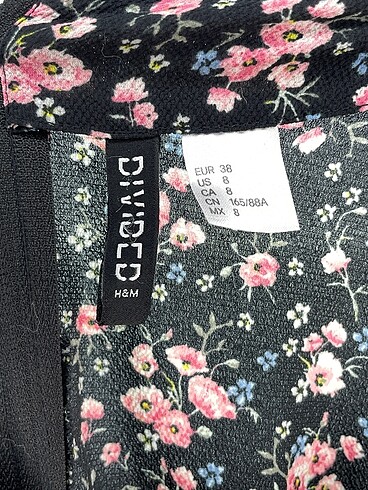 DIVIDED
H&M
EUR 38
US 8
CA 8
CN 165/88A
MX 8